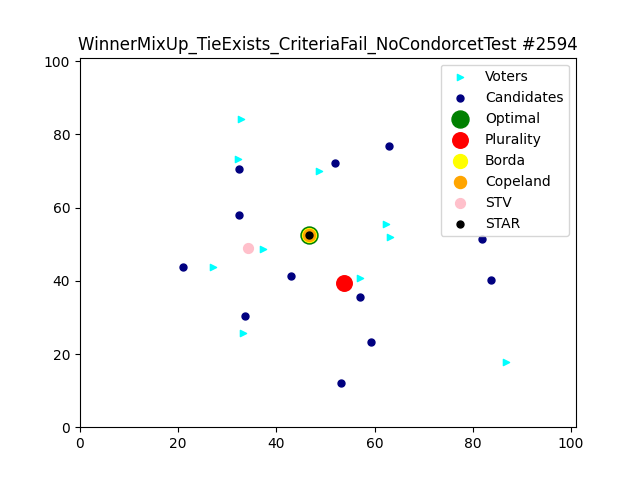 WinnerMixUp_TieExists_CriteriaFail_NoCondorcetTest #2594
100
80
60
40
20
0
0 20 40 60 80 100
Voters
Candidates
Optimal
Plurality
Borda
Copeland
STV
STAR